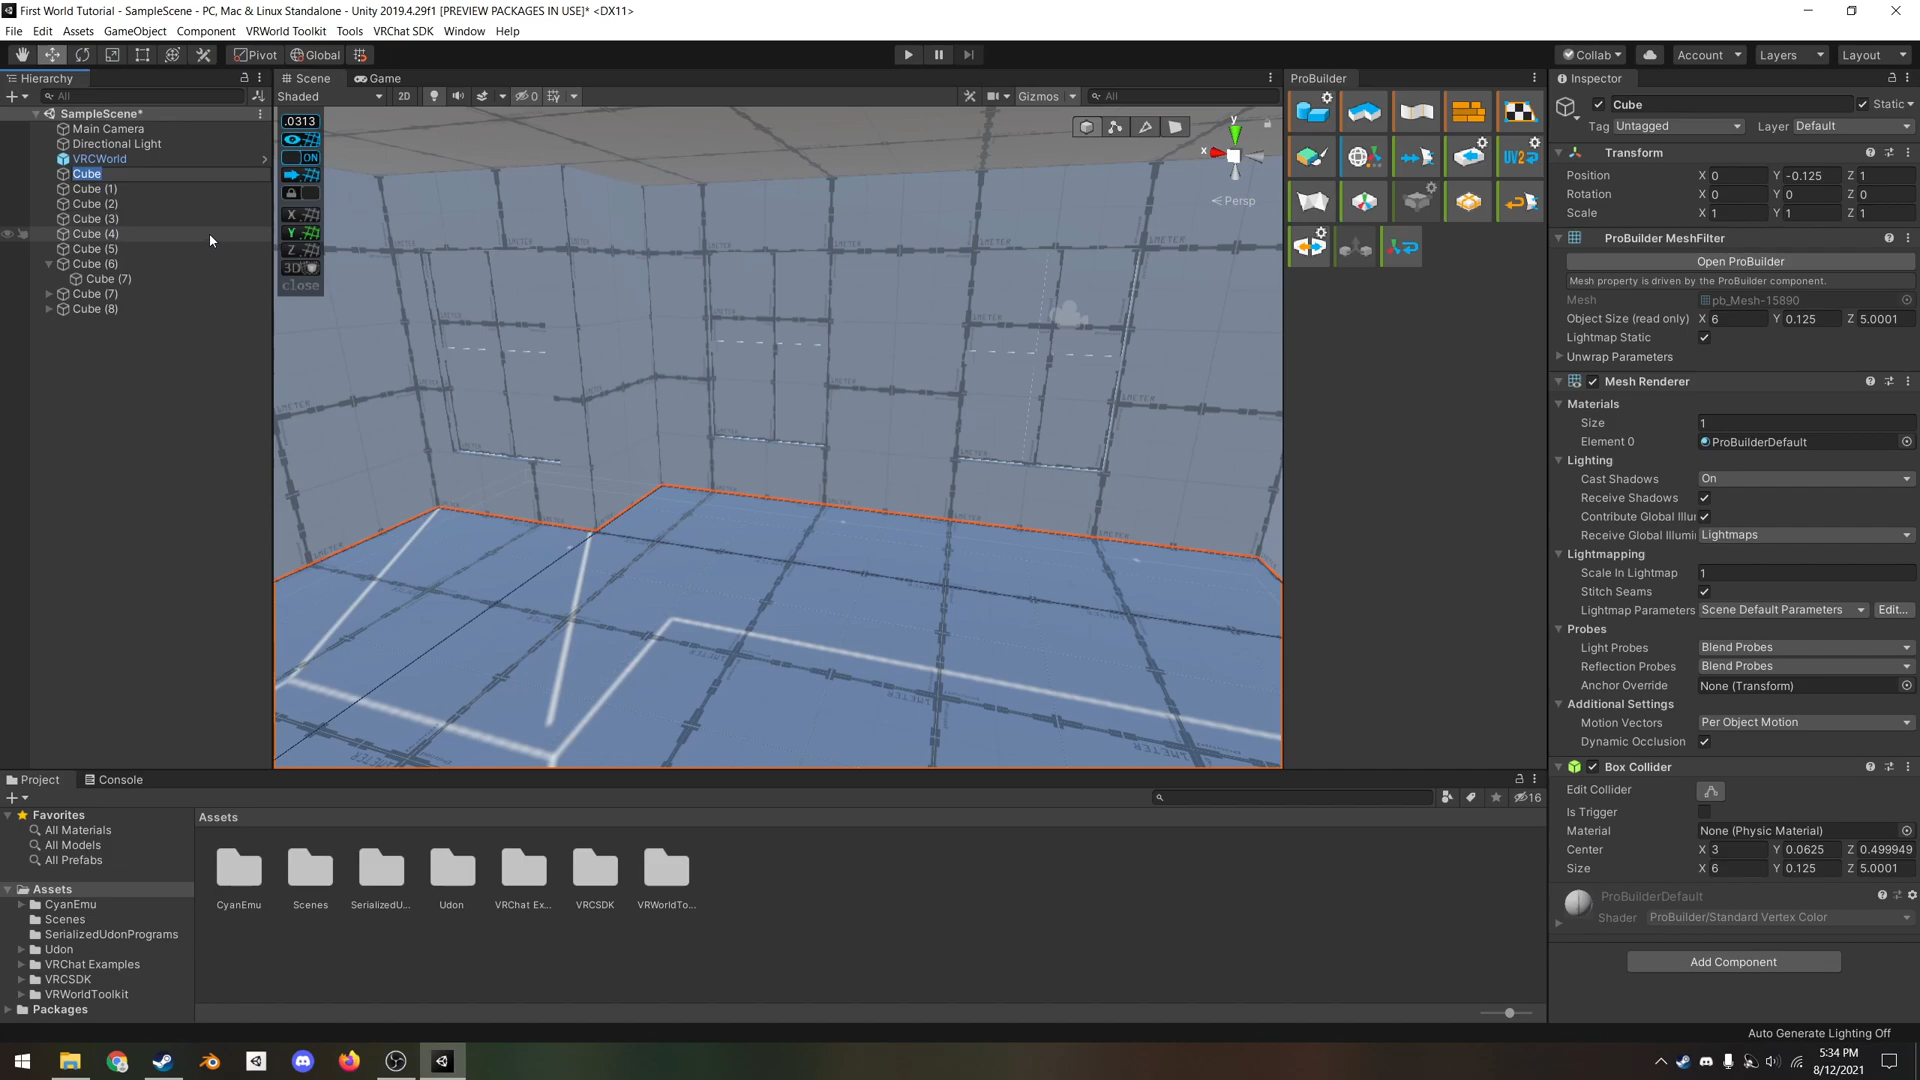 First World Tutorial - SampleScene - PC, Mac & Linux Standalone - Unity 2019.4.29f1 [PREVIEW PACKAGES IN USE]* <DX11>
File Edit Assets GameObject Component VRWorld Toolkit Tools VRChat SDK Window Help
Pivot Global Collab Account Layers Layout
Hierarchy Scene Game ProBuilder Inspector
All Shaded 2D 0 Gizmos All Cube Static
SampleScene* .0313 y Tag Untagged Layer Default
Main Camera
Directional Light ON x Transform
VRCWorld Position X 0 Y -0.125 Z 1
Cube Rotation X 0 Y 0 Z 0
Cube (1) Persp Scale X 1 Y 1 Z 1
Cube (2) X
Cube (3) Y ProBuilder MeshFilter
Cube (4) Z Open ProBuilder
Cube (5) 3D Mesh property is driven by the ProBuilder component.
Cube (6) close Mesh pb_Mesh-15890
Cube (7) Object Size (read only) X 6 Y 0.125 Z 5.0001
Cube (7) Lightmap Static
Cube (8) Unwrap Parameters
Mesh Renderer
Materials
Size 1
Element 0 ProBuilderDefault
Lighting
Cast Shadows On
Receive Shadows
Contribute Global Illur
Receive Global Illumin Lightmaps
Lightmapping
Scale In Lightmap 1
Stitch Seams
Lightmap Parameters Scene Default Parameters Edit...
Probes
Light Probes Blend Probes
Reflection Probes Blend Probes
Anchor Override None (Transform)
Additional Settings
Motion Vectors Per Object Motion
Dynamic Occlusion
Box Collider
Edit Collider
Is Trigger
Material None (Physic Material)
Center X 3 Y 0.0625 Z 0.499949
Size X 6 Y 0.125 Z 5.0001
ProBuilderDefault
Shader ProBuilder/Standard Vertex Color
Add Component
UV2
Project Console
16
Favorites
All Materials
All Models
All Prefabs
Assets
CyanEmu
Scenes
SerializedUdonPrograms
Udon
VRChat Examples
VRCSDK
VRWorldToolkit
Packages
Assets
CyanEmu Scenes SerializedU... Udon VRChat Ex... VRCSDK VRWorldTo...
Auto Generate Lighting Off
5:34 PM
8/12/2021